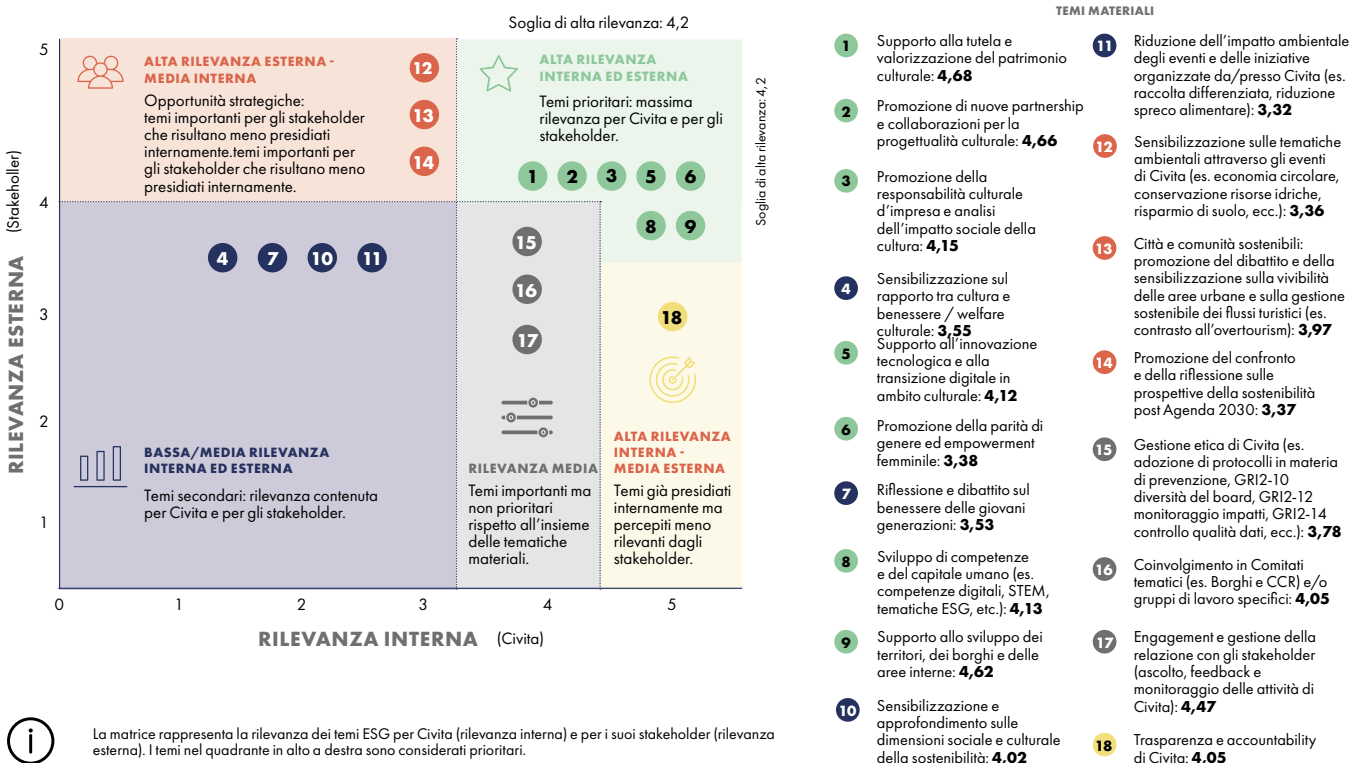 Soglia di alta rilevanza: 4,2
Soglia di alta rilevanza: 4,2
RILEVANZA ESTERNA (Stakeholler)
5
4
3
2
1
ALTA RILEVANZA ESTERNA -
MEDIA INTERNA
Opportunità strategiche:
temi importanti per gli stakeholder
che risultano meno presidiati
internamente.temi importanti per
gli stakeholder che risultano meno
presidiati internamente.
12
13
14
ALTA RILEVANZA
INTERNA ED ESTERNA
Temi prioritari: massima
rilevanza per Civita e per gli
stakeholder.
1 2 3 5 6
8 9
4 7 10 11
15
16
17
18
BASSA/MEDIA RILEVANZA
INTERNA ED ESTERNA
Temi secondari: rilevanza contenuta
per Civita e per gli stakeholder.
RILEVANZA MEDIA
Temi importanti ma
non prioritari
rispetto all'insieme
delle tematiche
materiali.
ALTA RILEVANZA
INTERNA -
MEDIA ESTERNA
Temi già presidiati
internamente ma
percepiti meno
rilevanti dagli
stakeholder.
0 1 2 3 4 5
RILEVANZA INTERNA (Civita)
La matrice rappresenta la rilevanza dei temi ESG per Civita (rilevanza interna) e per i suoi stakeholder (rilevanza
esterna). I temi nel quadrante in alto a destra sono considerati prioritari.
TEMI MATERIALI
1 Supporto alla tutela e
valorizzazione del patrimonio
culturale: 4,68
2 Promozione di nuove partnership
e collaborazioni per la
progettualità culturale: 4,66
3 Promozione della
responsabilità culturale
d'impresa e analisi
dell'impatto sociale della
cultura: 4,15
4 Sensibilizzazione sul
rapporto tra cultura e
benessere / welfare
culturale: 3,55
5 Supporto all'innovazione
tecnologica e alla
transizione digitale in
ambito culturale: 4,12
6 Promozione della parità di
genere ed empowerment
femminile: 3,38
7 Riflessione e dibattito sul
benessere delle giovani
generazioni: 3,53
8 Sviluppo di competenze
e del capitale umano (es.
competenze digitali, STEM,
tematiche ESG, etc.): 4,13
9 Supporto allo sviluppo dei
territori, dei borghi e delle
aree interne: 4,62
10 Sensibilizzazione e
approfondimento sulle
dimensioni sociale e culturale
della sostenibilità: 4,02
11 Riduzione dell'impatto ambientale
degli eventi e delle iniziative
organizzate da/presso Civita (es.
raccolta differenziata, riduzione
spreco alimentare): 3,32
12 Sensibilizzazione sulle tematiche
ambientali attraverso gli eventi
di Civita (es. economia circolare,
conservazione risorse idriche,
risparmio di suolo, ecc.): 3,36
13 Città e comunità sostenibili:
promozione del dibattito e della
sensibilizzazione sulla vivibilità
delle aree urbane e sulla gestione
sostenibile dei flussi turistici (es.
contrasto all'overtourism): 3,97
14 Promozione del confronto
e della riflessione sulle
prospettive della sostenibilità
post Agenda 2030: 3,37
15 Gestione etica di Civita (es.
adozione di protocolli in materia
di prevenzione, GRI2-10
diversità del board, GRI2-12
monitoraggio impatti, GRI2-14
controllo qualità dati, ecc.): 3,78
16 Coinvolgimento in Comitati
tematici (es. Borghi e CCR) e/o
gruppi di lavoro specifici: 4,05
17 Engagement e gestione della
relazione con gli stakeholder
(ascolto, feedback e
monitoraggio delle attività di
Civita): 4,47
18 Trasparenza e accountability
di Civita: 4,05